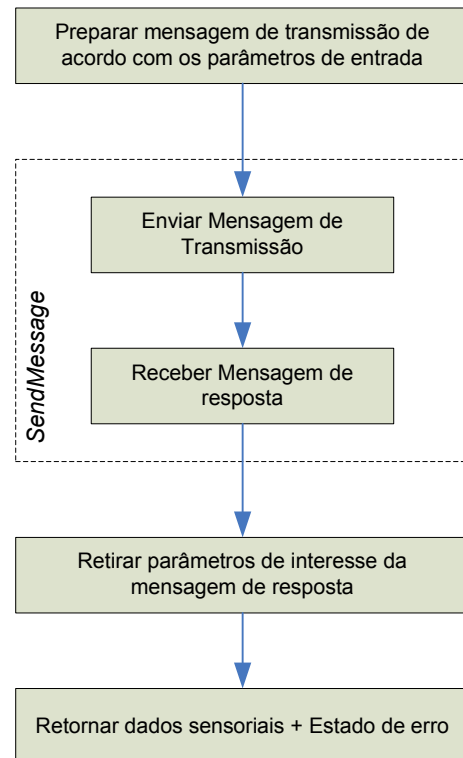 Preparar mensagem de transmissão de
acordo com os parâmetros de entrada
SendMessage
Enviar Mensagem de
Transmissão
Receber Mensagem de
resposta
Retirar parâmetros de interesse da
mensagem de resposta
Retornar dados sensoriais + Estado de erro